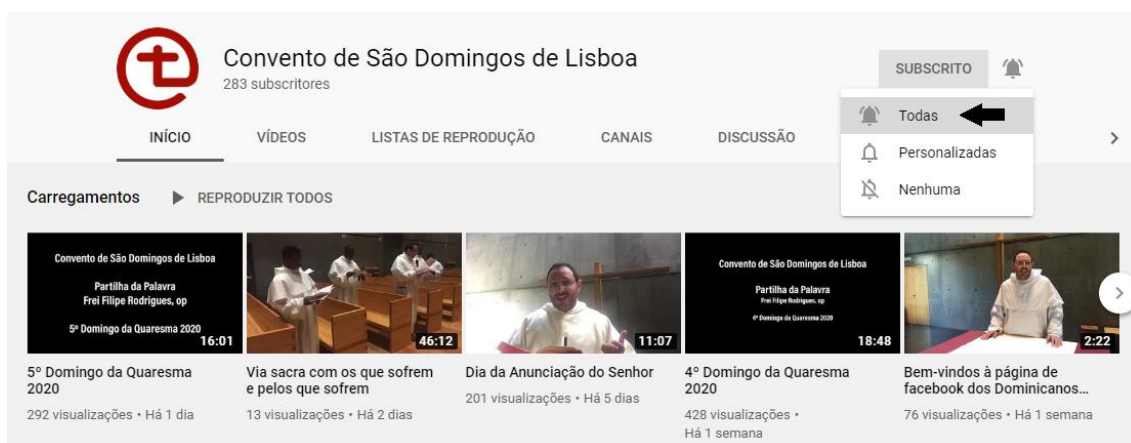 Convento de São Domingos de Lisboa
283 subscritores
SUBSCRITO
Todas
Personalizadas
Nenhuma
INÍCIO
VÍDEOS
LISTAS DE REPRODUÇÃO
CANAIS
DISCUSSÃO
Carregamentos
REPRODUZIR TODOS
Convento de São Domingos de Lisboa
Partilha da Palavra
Frei Filipe Rodrigues, op
5º Domingo da Quaresma 2020
16:01
5º Domingo da Quaresma
2020
292 visualizações • Há 1 dia
46:12
Via sacra com os que sofrem
e pelos que sofrem
13 visualizações • Há 2 dias
11:07
Dia da Anunciação do Senhor
201 visualizações • Há 5 dias
Convento de São Domingos de Lisboa
Partilha da Palavra
Frei Filipe Rodrigues, op
4º Domingo da Quaresma 2020
18:48
4º Domingo da Quaresma
2020
428 visualizações •
Há 1 semana
2:22
Bem-vindos à página de
facebook dos Dominicanos...
76 visualizações • Há 1 semana